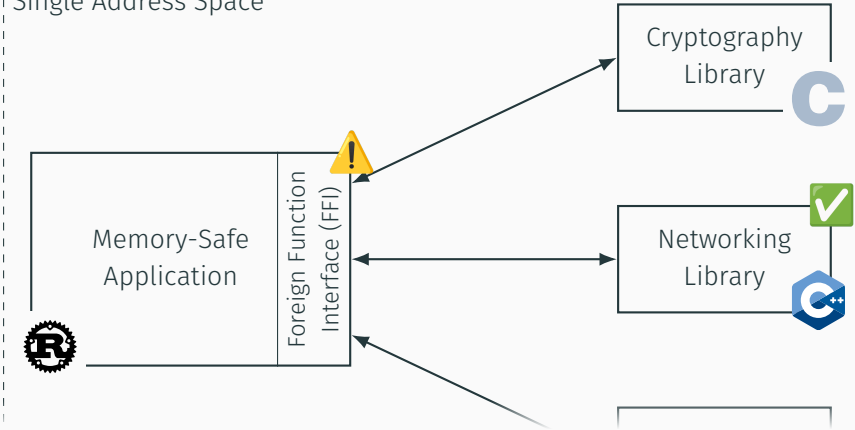 Single Address Space
Cryptography
Library
C
Memory-Safe
Application
Foreign Function
Interface (FFI)
Networking
Library
C++
R